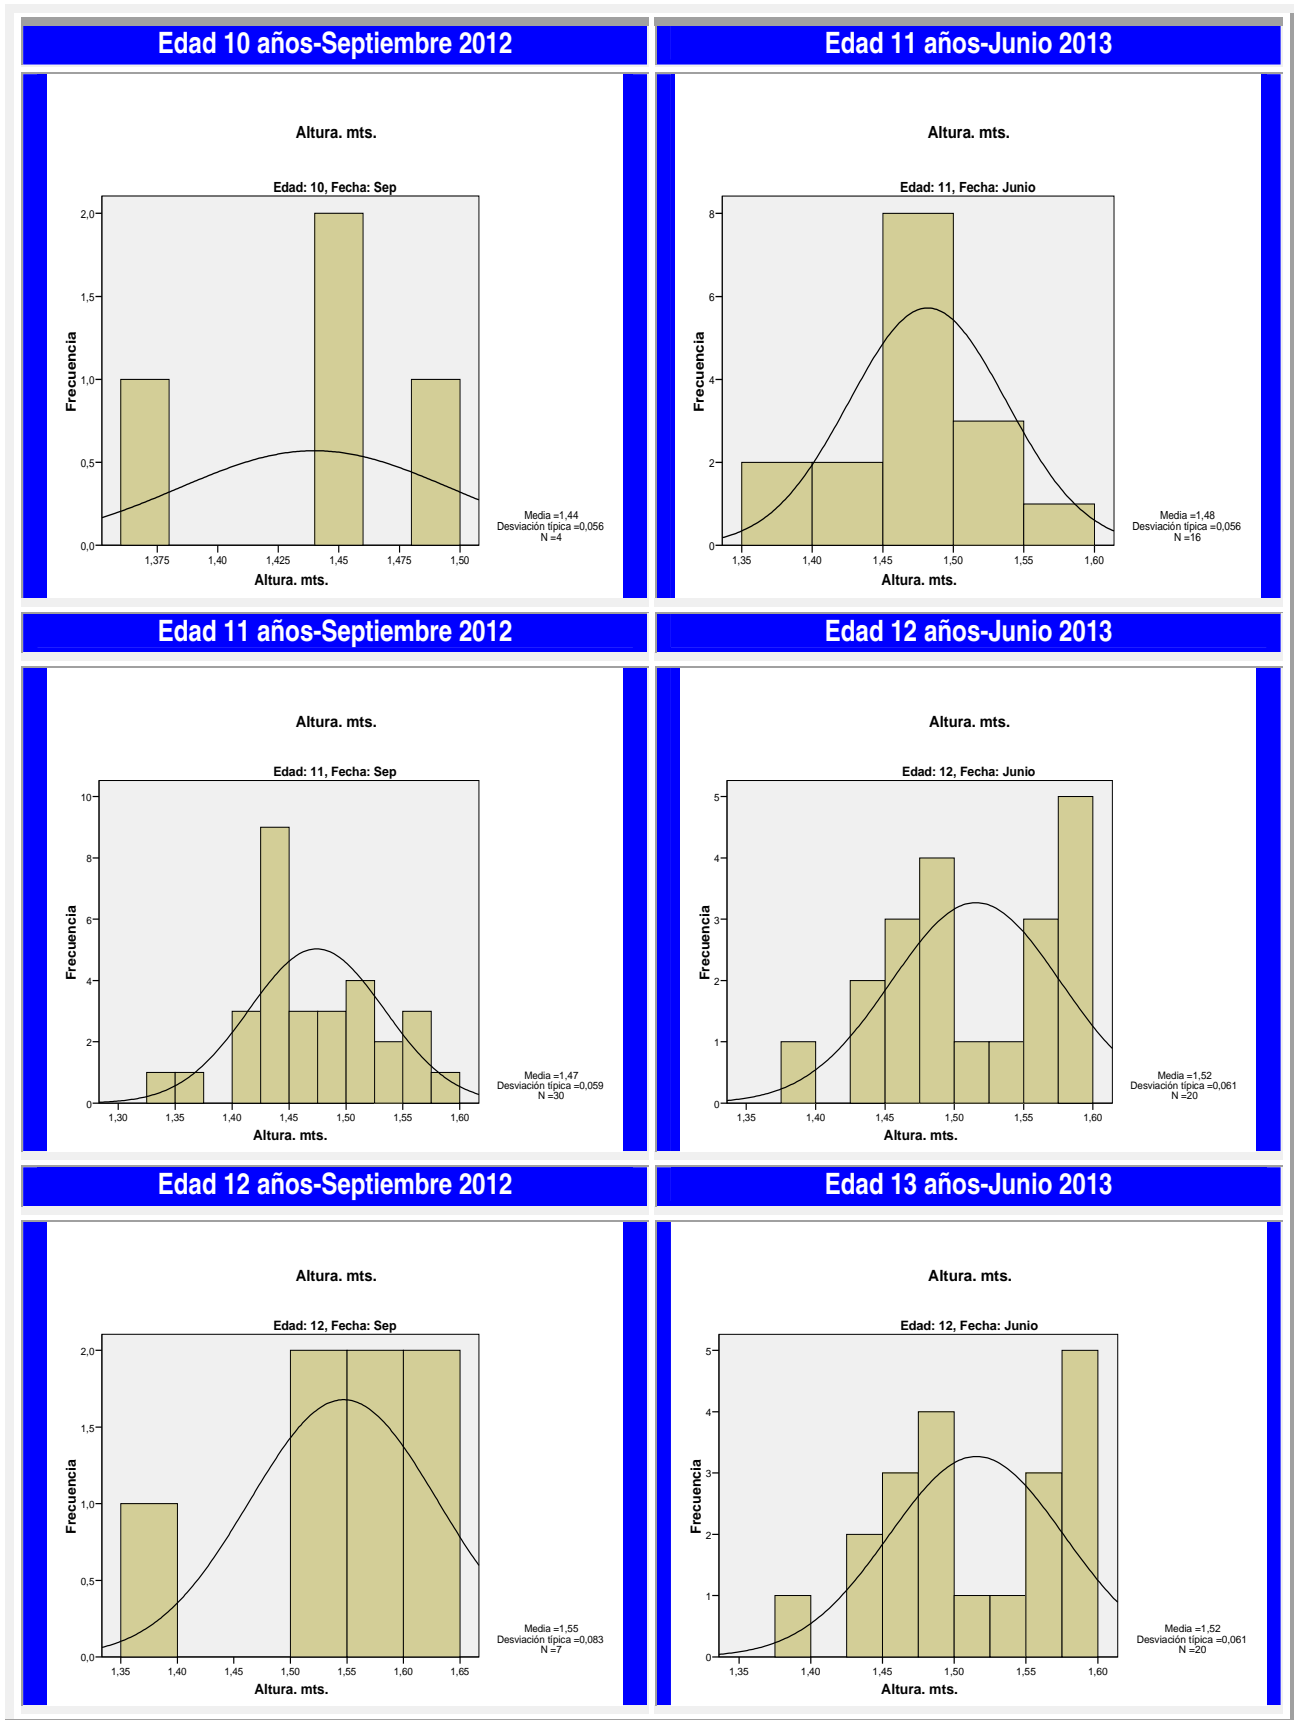 Edad 10 años-Septiembre 2012
Edad 11 años-Junio 2013
Altura. mts.
Edad: 10, Fecha: Sep
2,0
1,5
1,0
0,5
0,0
Frecuencia
1,375 1,40 1,425 1,45 1,475 1,50
Altura. mts.
Media =1,44
Desviación típica =0,056
N =4
Altura. mts.
Edad: 11, Fecha: Junio
8
6
4
2
0
Frecuencia
1,35 1,40 1,45 1,50 1,55 1,60
Altura. mts.
Media =1,48
Desviación típica =0,056
N =16
Edad 11 años-Septiembre 2012
Edad 12 años-Junio 2013
Altura. mts.
Edad: 11, Fecha: Sep
10
8
6
4
2
0
Frecuencia
1,30 1,35 1,40 1,45 1,50 1,55 1,60
Altura. mts.
Media =1,47
Desviación típica =0,059
N =30
Altura. mts.
Edad: 12, Fecha: Junio
5
4
3
2
1
0
Frecuencia
1,35 1,40 1,45 1,50 1,55 1,60
Altura. mts.
Media =1,52
Desviación típica =0,061
N =20
Edad 12 años-Septiembre 2012
Edad 13 años-Junio 2013
Altura. mts.
Edad: 12, Fecha: Sep
2,0
1,5
1,0
0,5
0,0
Frecuencia
1,35 1,40 1,45 1,50 1,55 1,60 1,65
Altura. mts.
Media =1,55
Desviación típica =0,083
N =7
Altura. mts.
Edad: 12, Fecha: Junio
5
4
3
2
1
0
Frecuencia
1,35 1,40 1,45 1,50 1,55 1,60
Altura. mts.
Media =1,52
Desviación típica =0,061
N =20